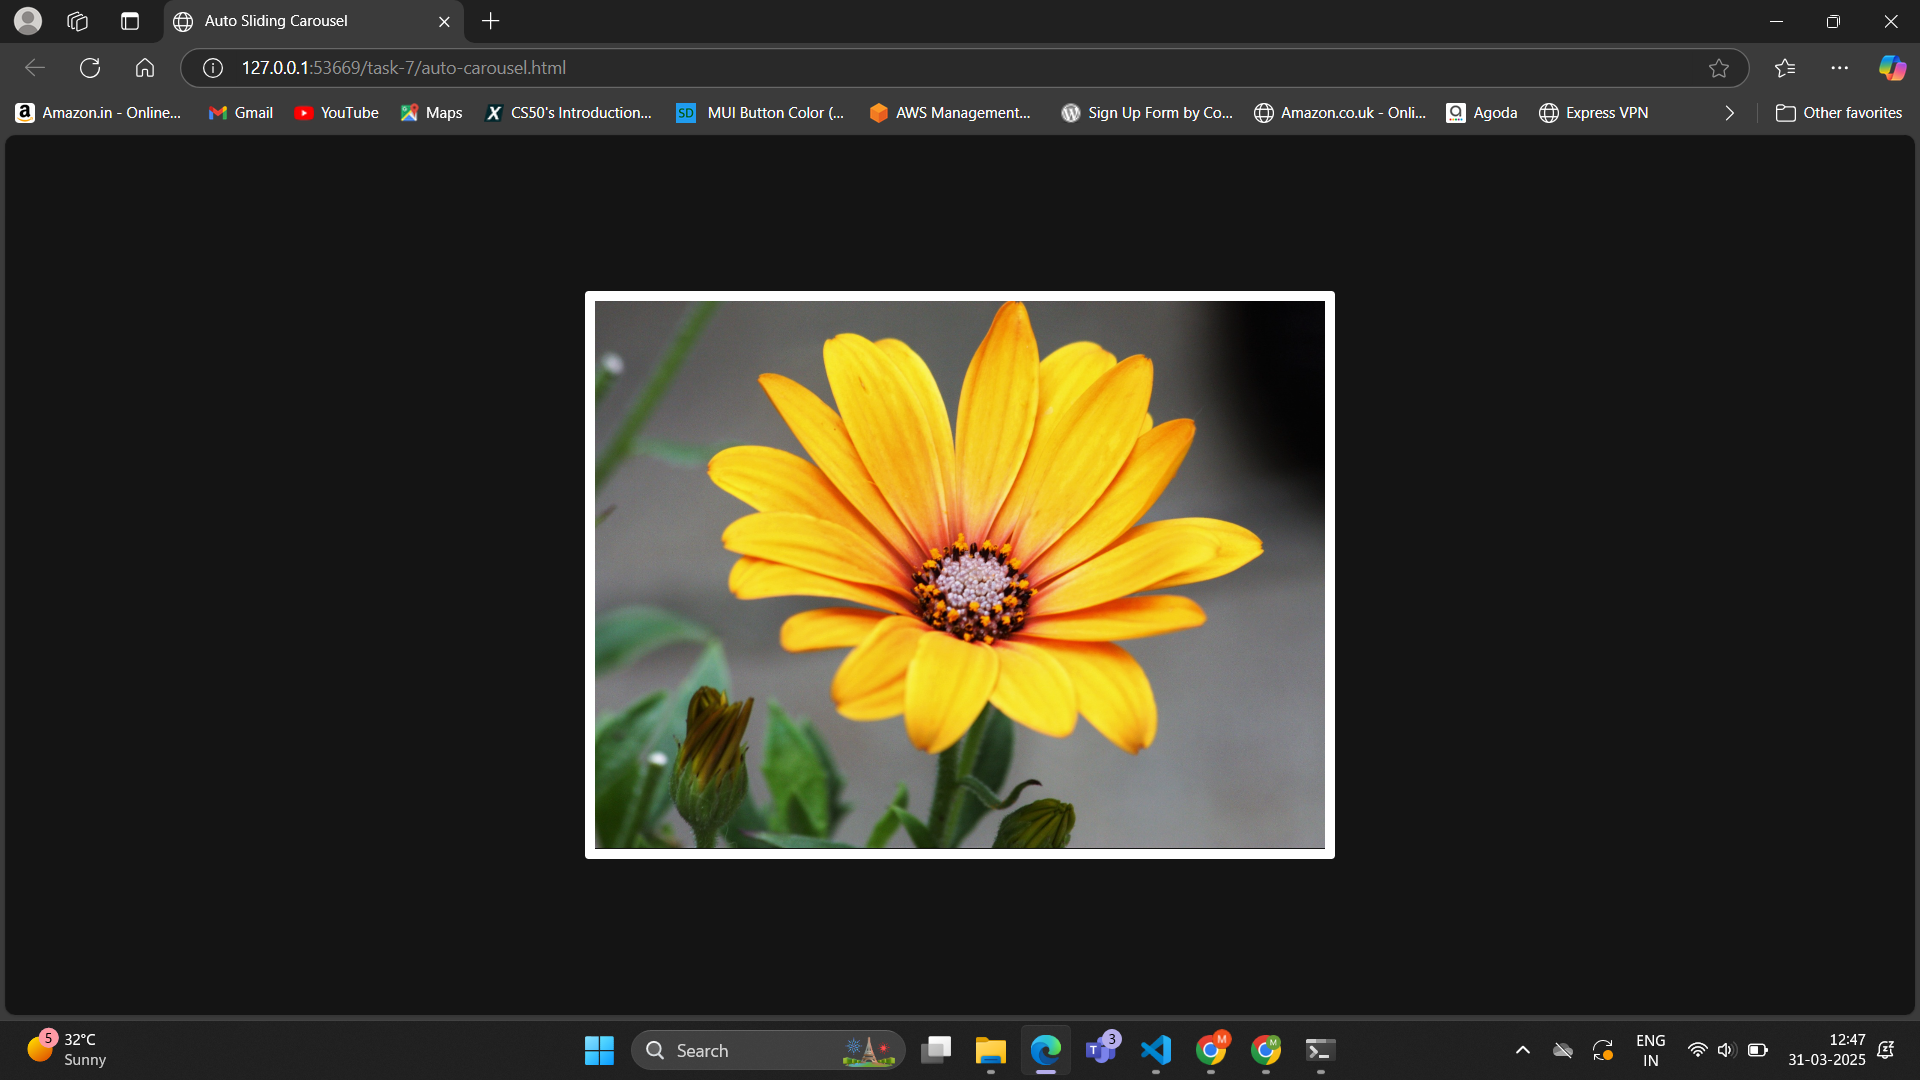 Auto Sliding Carousel
127.0.0.1:53669/task-7/auto-carousel.html
Amazon.in - Online... Gmail YouTube Maps CS50's Introduction... SD MUI Button Color (... AWS Management... Sign Up Form by Co... Amazon.co.uk - Onli... Agoda Express VPN Other favorites
5 32°C
Sunny
Search
3
M
M
ENG
IN
12:47
31-03-2025